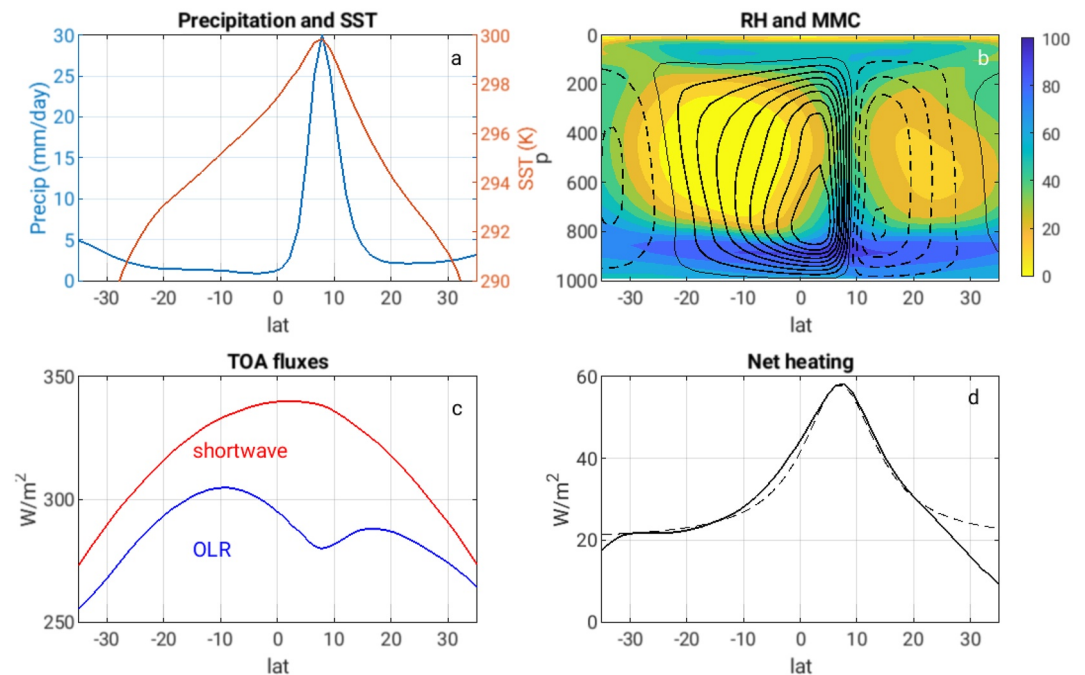 Precipitation and SST
a
Precip (mm/day)
30
25
20
15
10
5
0
300
298
296
294
292
290
SST (K)
-30 -20 -10 0 10 20 30
lat
RH and MMC
b
p
0
200
400
600
800
1000
-30 -20 -10 0 10 20 30
lat
100
80
60
40
20
0
TOA fluxes
c
W/m2
350
300
250
shortwave
OLR
-30 -20 -10 0 10 20 30
lat
Net heating
d
W/m2
60
40
20
0
-30 -20 -10 0 10 20 30
lat